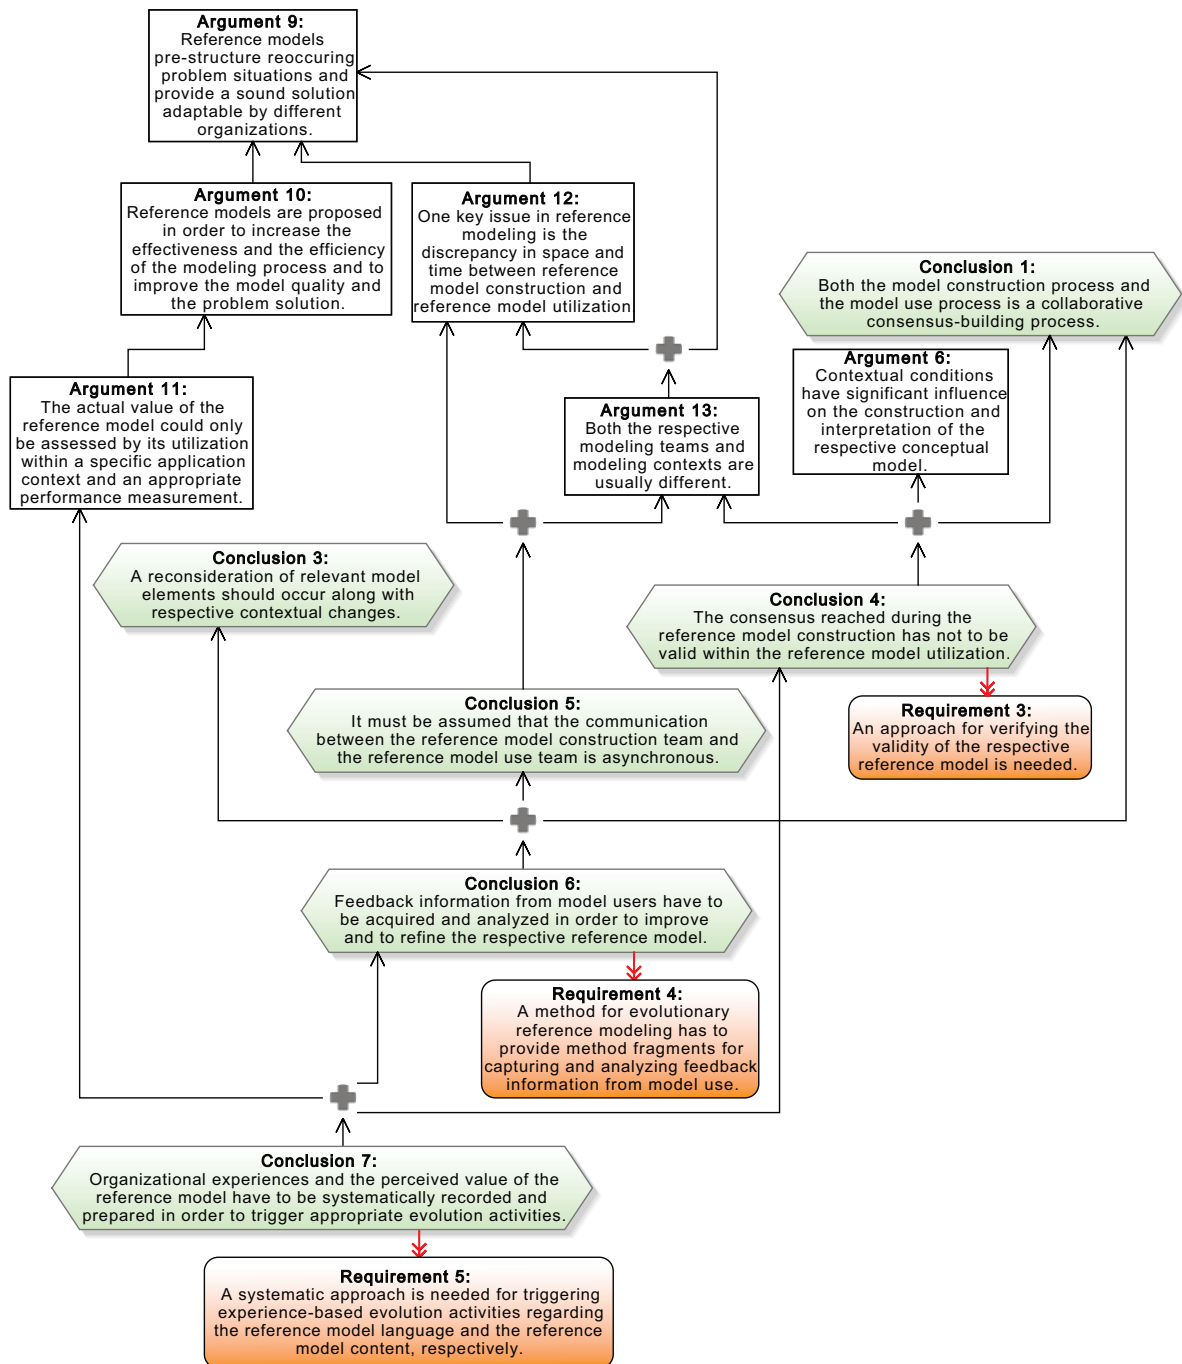 Argument 9:
Reference models
pre-structure reoccuring
problem situations and
provide a sound solution
adaptable by different
organizations.
Argument 10:
Reference models are proposed
in order to increase the
effectiveness and the efficiency
of the modeling process and to
improve the model quality and
the problem solution.
Argument 12:
One key issue in reference
modeling is the
discrepancy in space and
time between reference
model construction and
reference model utilization
Conclusion 1:
Both the model construction process and
the model use process is a collaborative
consensus-building process.
Argument 11:
The actual value of the
reference model could only
be assessed by its utilization
within a specific application
context and an appropriate
performance measurement.
Argument 13:
Both the respective
modeling teams and
modeling contexts are
usually different.
Argument 6:
Contextual conditions
have significant influence
on the construction and
interpretation of the
respective conceptual
model.
Conclusion 3:
A reconsideration of relevant model
elements should occur along with
respective contextual changes.
Conclusion 4:
The consensus reached during the
reference model construction has not to be
valid within the reference model utilization.
Conclusion 5:
It must be assumed that the communication
between the reference model construction team and
the reference model use team is asynchronous.
Requirement 3:
An approach for verifying the
validity of the respective
reference model is needed.
Conclusion 6:
Feedback information from model users have to
be acquired and analyzed in order to improve
and to refine the respective reference model.
Requirement 4:
A method for evolutionary
reference modeling has to
provide method fragments for
capturing and analyzing feedback
information from model use.
Conclusion 7:
Organizational experiences and the perceived value of the
reference model have to be systematically recorded and
prepared in order to trigger appropriate evolution activities.
Requirement 5:
A systematic approach is needed for triggering
experience-based evolution activities regarding
the reference model language and the reference
model content, respectively.